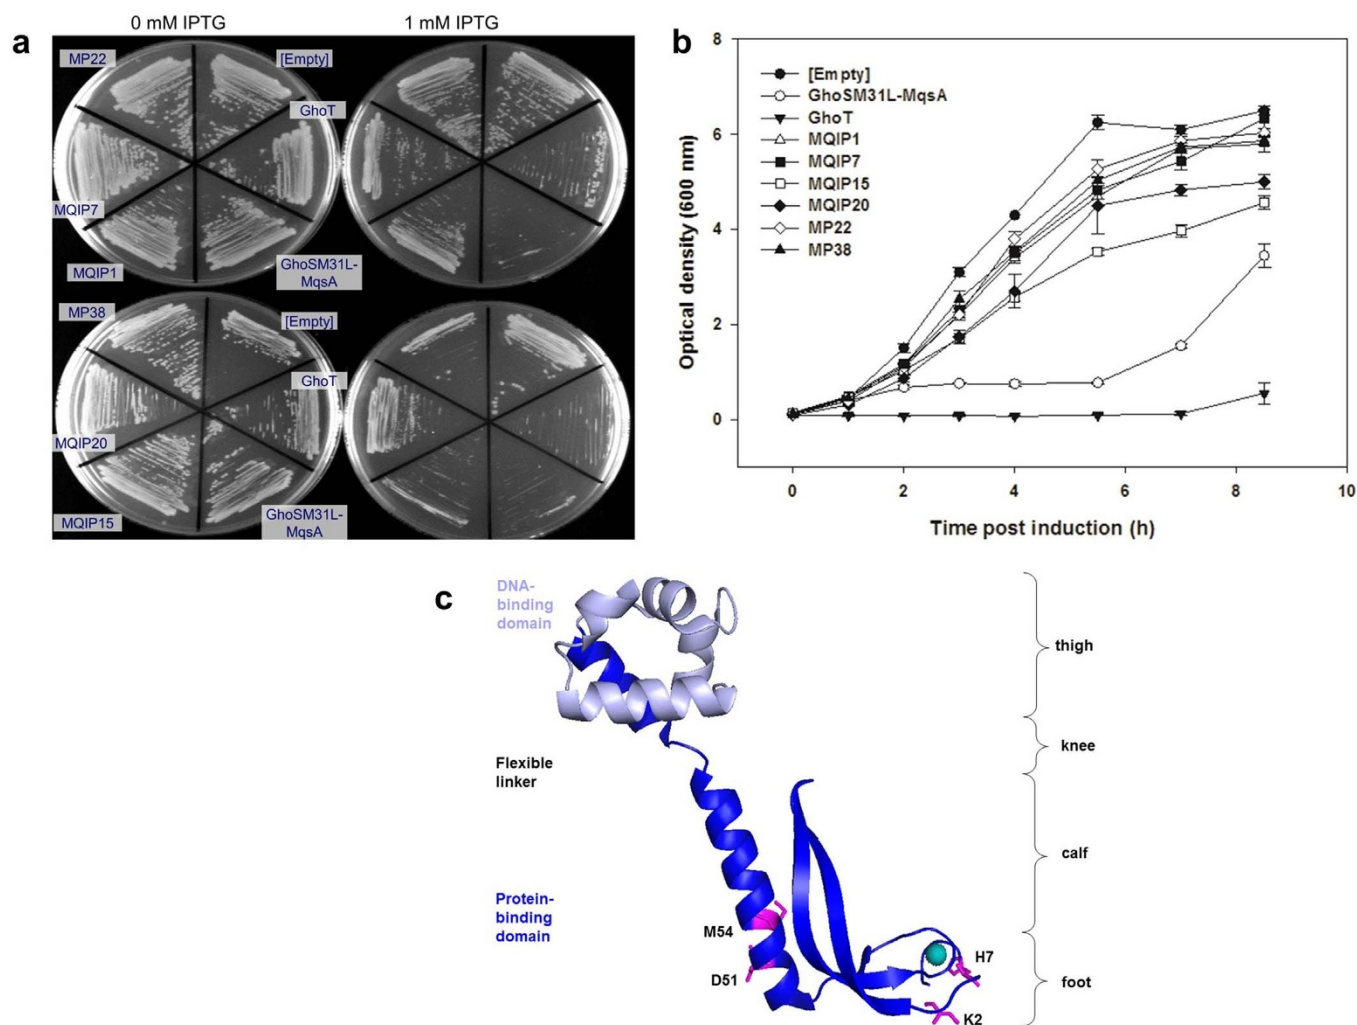 0 mM IPTG
1 mM IPTG
a
MP22
[Empty]
GhoT
MQIP7
MQIP1
GhoSM31L-
MqsA
MP38
[Empty]
GhoT
MQIP20
MQIP15
GhoSM31L-
MqsA
b
8
6
4
2
0
Optical density (600 nm)
[Empty]
GhoSM31L-MqsA
GhoT
MQIP1
MQIP7
MQIP15
MQIP20
MP22
MP38
0
2
4
6
8
10
Time post induction (h)
c
DNA-
binding
domain
Flexible
linker
Protein-
binding
domain
M54
D51
H7
K2
thigh
knee
calf
foot